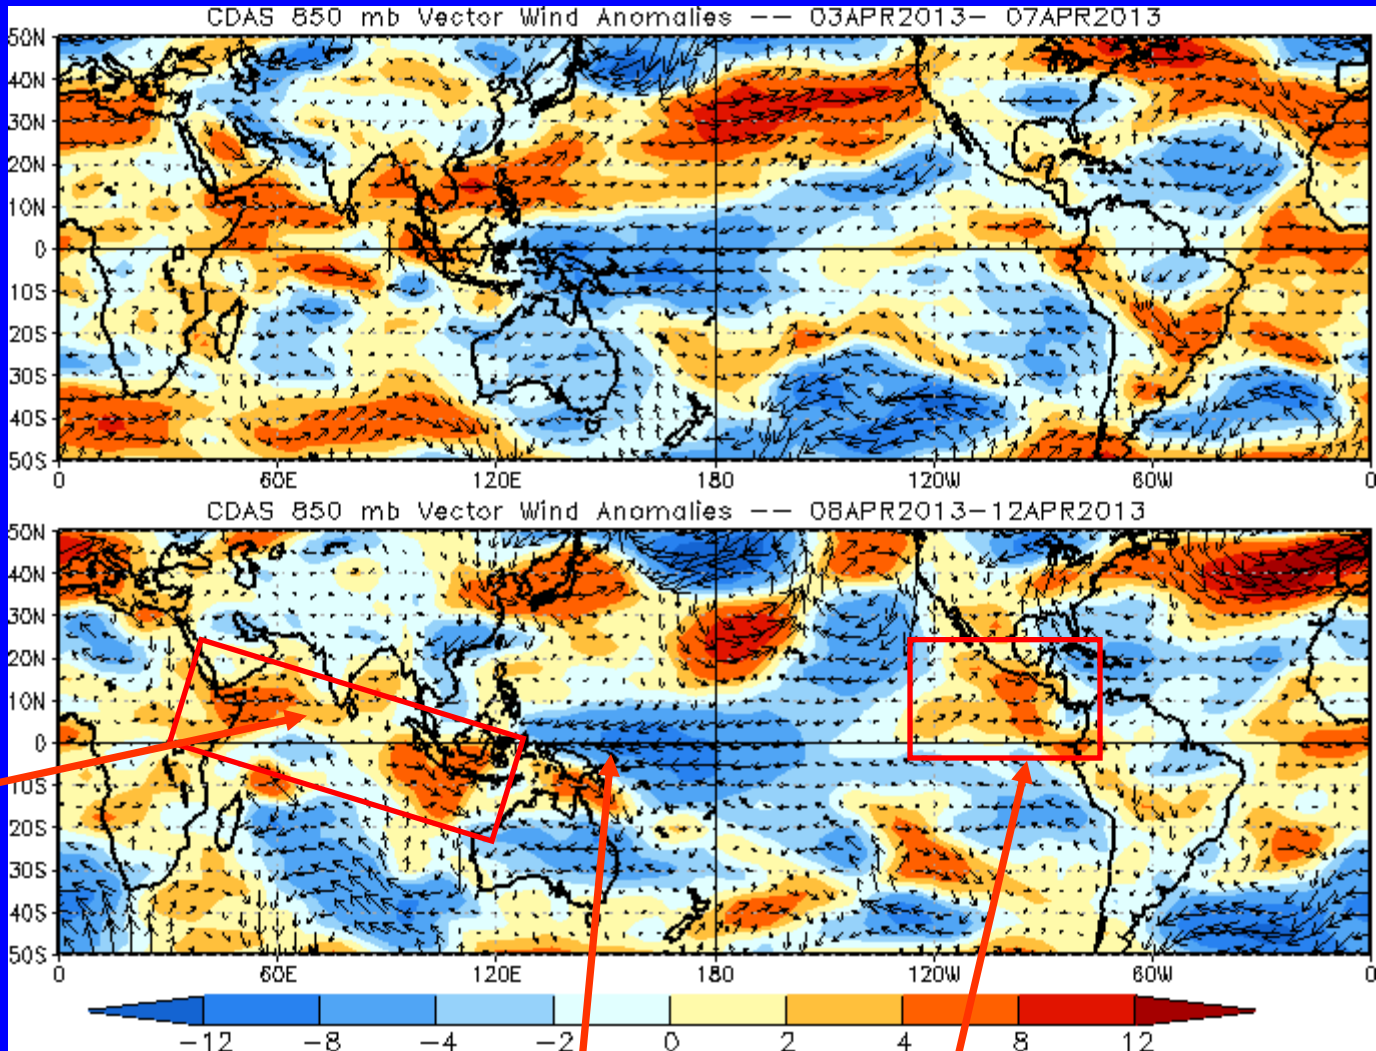 CDAS 850 mb Vector Wind Anomalies -- 03APR2013- 07APR2013
50N
40N
30N
20N
10N
0
10S
20S
30S
40S
50S
0 60E 120E 180 120W 60W 0
CDAS 850 mb Vector Wind Anomalies -- 08APR2013-12APR2013
50N
40N
30N
20N
10N
0
10S
20S
30S
40S
50S
0 60E 120E 180 120W 60W 0
-12 -8 -4 -2 0 2 4 8 12